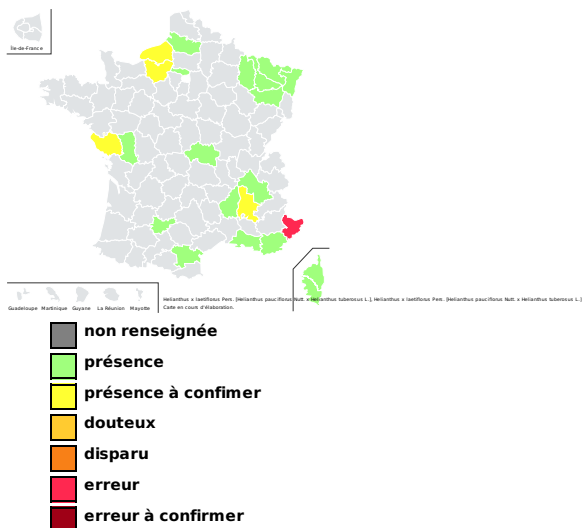 Île-de-France
Guadeloupe Martinique Guyane La Réunion Mayotte
Helianthus x laetiflorus Pers. [Helianthus pauciflorus Nutt. x Helianthus tuberosus L.], Helianthus x laetiflorus Pers. [Helianthus pauciflorus Nutt. x Helianthus tuberosus L.]
Carte en cours d'élaboration.
non renseignée
présence
présence à confimer
douteux
disparu
erreur
erreur à confirmer